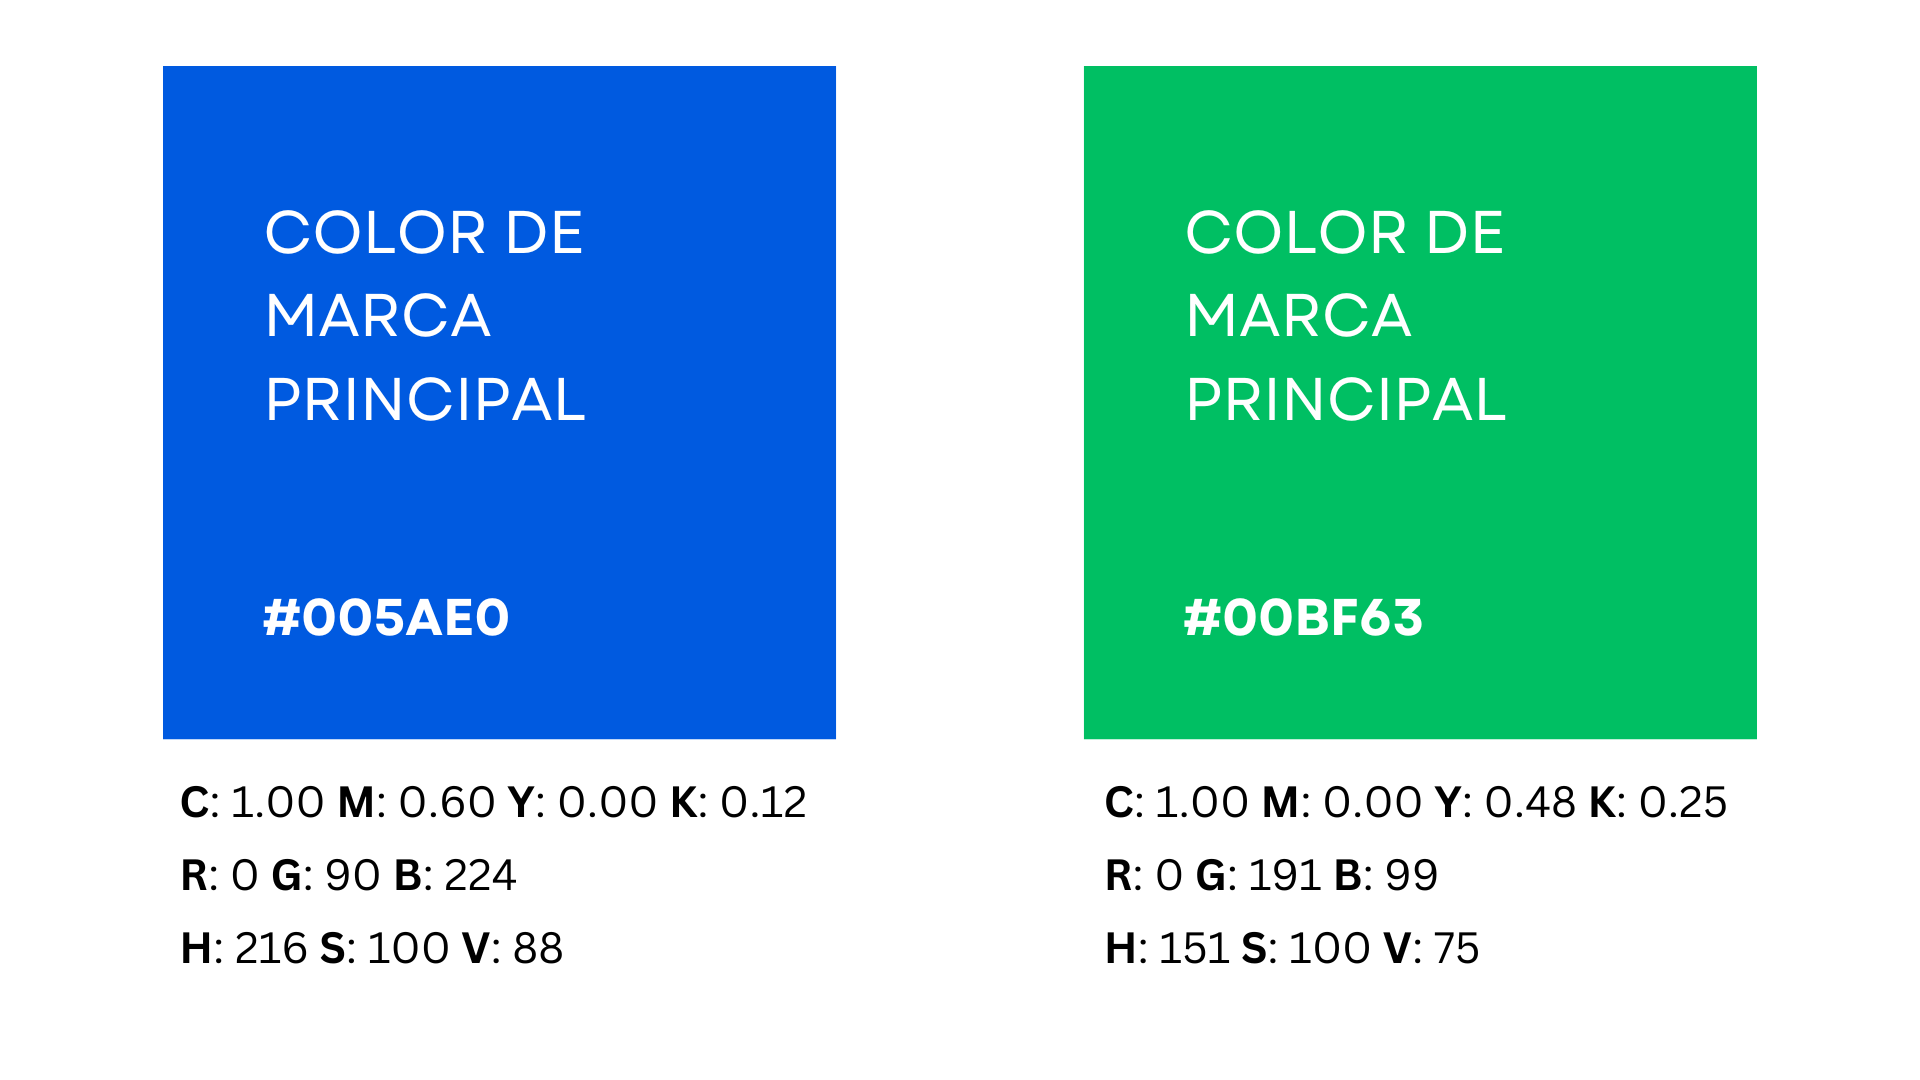 COLOR DE
MARCA
PRINCIPAL
#005AE0
C: 1.00 M: 0.60 Y: 0.00 K: 0.12
R: 0 G: 90 B: 224
H: 216 S: 100 V: 88
COLOR DE
MARCA
PRINCIPAL
#00BF63
C: 1.00 M: 0.00 Y: 0.48 K: 0.25
R: 0 G: 191 B: 99
H: 151 S: 100 V: 75